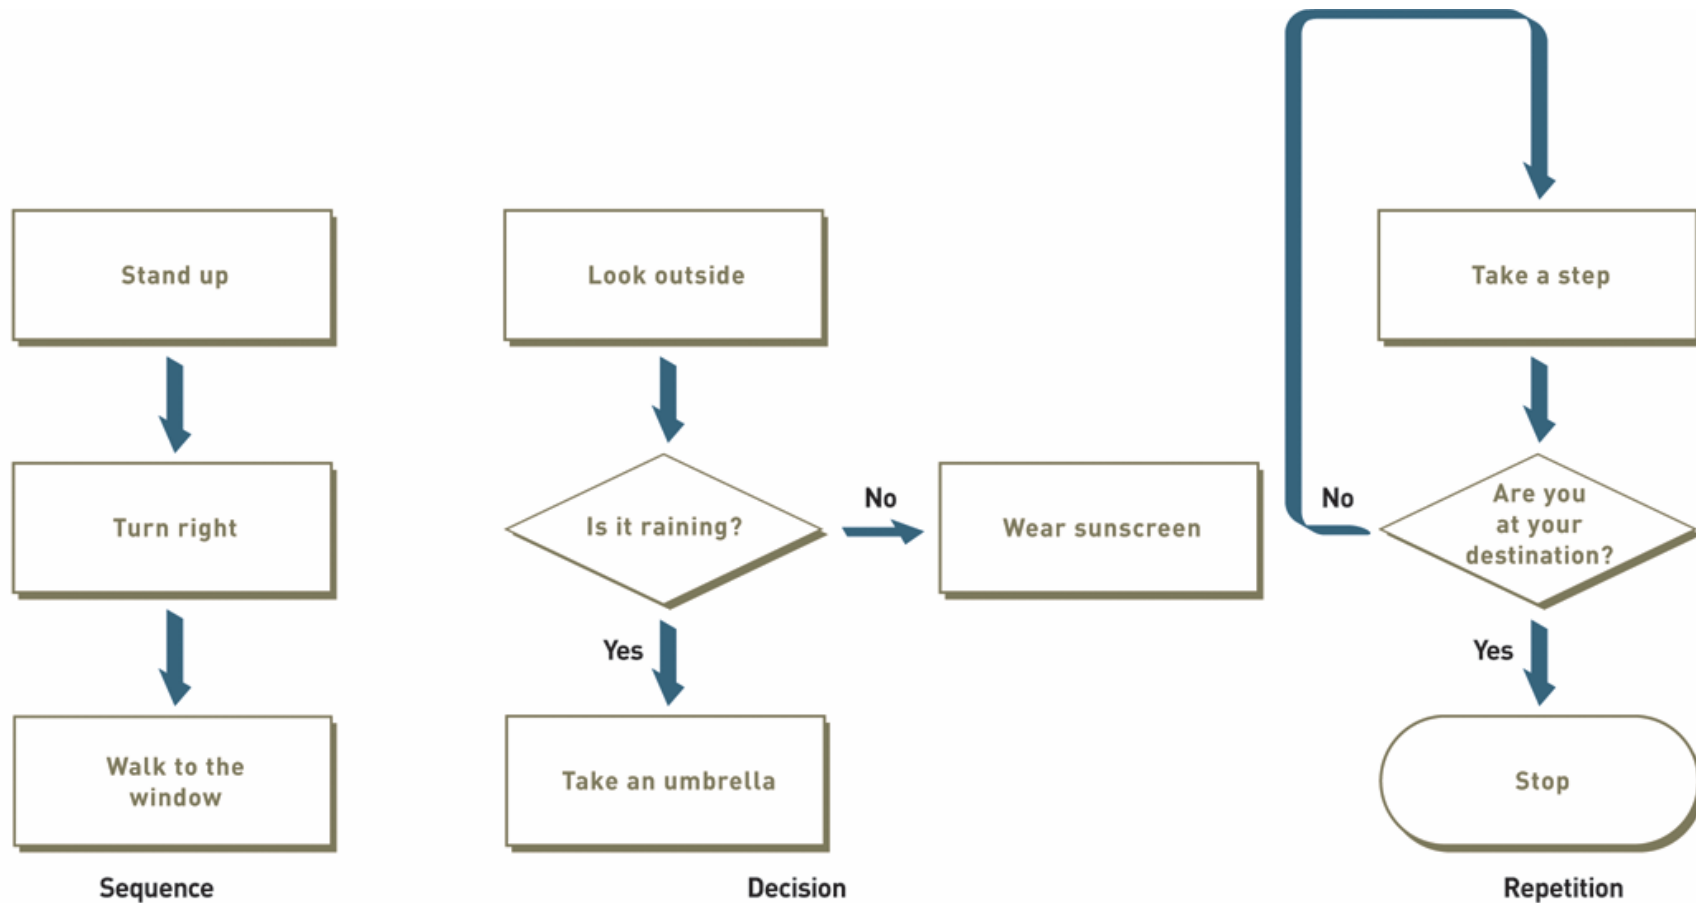 Stand up
Turn right
Walk to the
window
Sequence
Look outside
Is it raining?
No
Wear sunscreen
Yes
Take an umbrella
Decision
Take a step
Are you
at your
destination?
No
Yes
Stop
Repetition